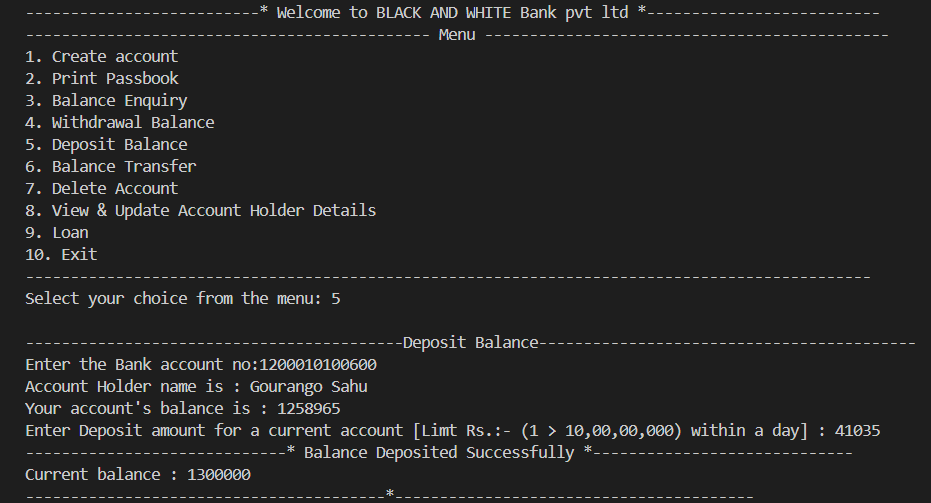 --------------------------* Welcome to BLACK AND WHITE Bank pvt ltd *--------------------------
--------------------------------------------- Menu ---------------------------------------------
1. Create account
2. Print Passbook
3. Balance Enquiry
4. Withdrawal Balance
5. Deposit Balance
6. Balance Transfer
7. Delete Account
8. View & Update Account Holder Details
9. Loan
10. Exit
----------------------------------------------------------------------------------------------
Select your choice from the menu: 5
------------------------------------------Deposit Balance------------------------------------------
Enter the Bank account no:1200010100600
Account Holder name is : Gourango Sahu
Your account's balance is : 1258965
Enter Deposit amount for a current account [Limt Rs.:- (1 > 10,00,00,000) within a day] : 41035
-----------------------------* Balance Deposited Successfully *-----------------------------
Current balance : 1300000
----------------------------------------*----------------------------------------